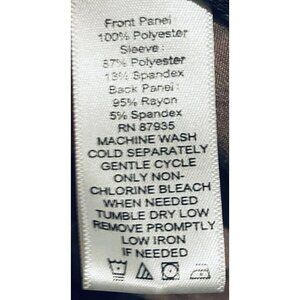 Front Panel
100% Polyester
Sleeve:
87% Polyester
13% Spandex
Back Panel:
95% Rayon
5% Spandex
RN 87935
MACHINE WASH
COLD SEPARATELY
GENTLE CYCLE
ONLY NON-
CHLORINE BLEACH
WHEN NEEDED
TUMBLE DRY LOW
REMOVE PROMPTLY
LOW IRON
IF NEEDED